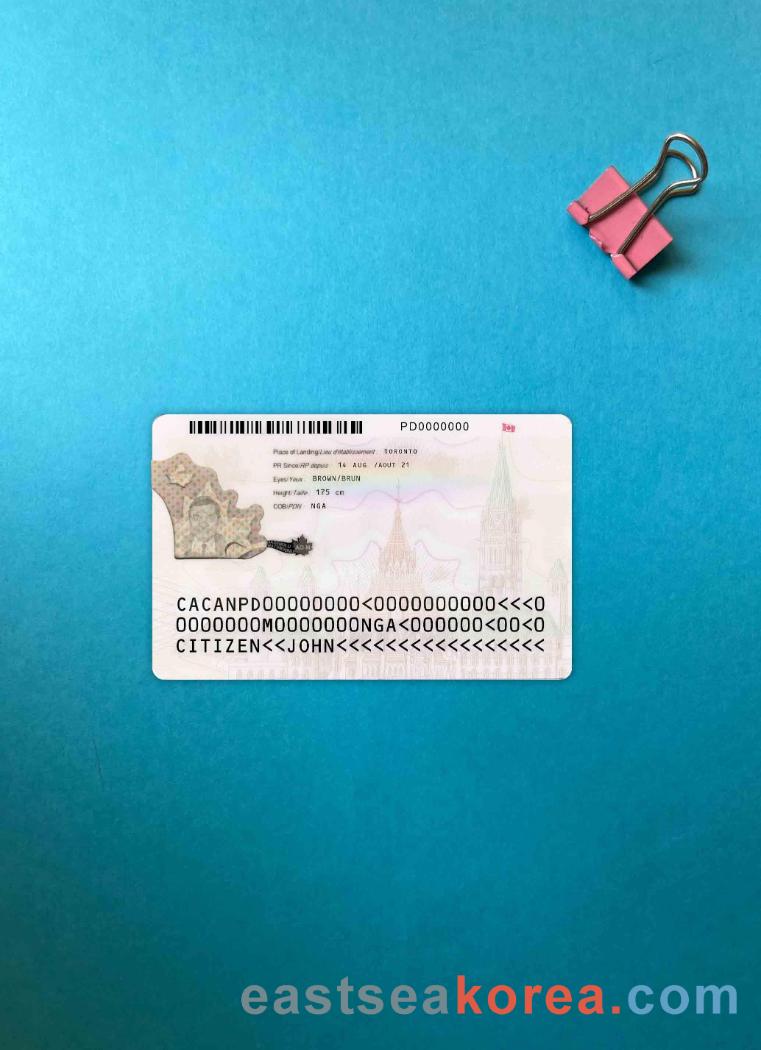 PD0000000
Place of Landing/Lieu d'établissement TORONTO
PR Since/RP depuis 14 AUG /AOUT 21
Eyes/Yeux BROWN/BRUN
Height/Taille 175 cm
COB/PDN NGA
CACANPD00000000<0000000000<<<0
0000000M0000000NGA<000000<00<0
CITIZEN<<JOHN<<<<<<<<<<<<<<<<<
eastseakorea.com